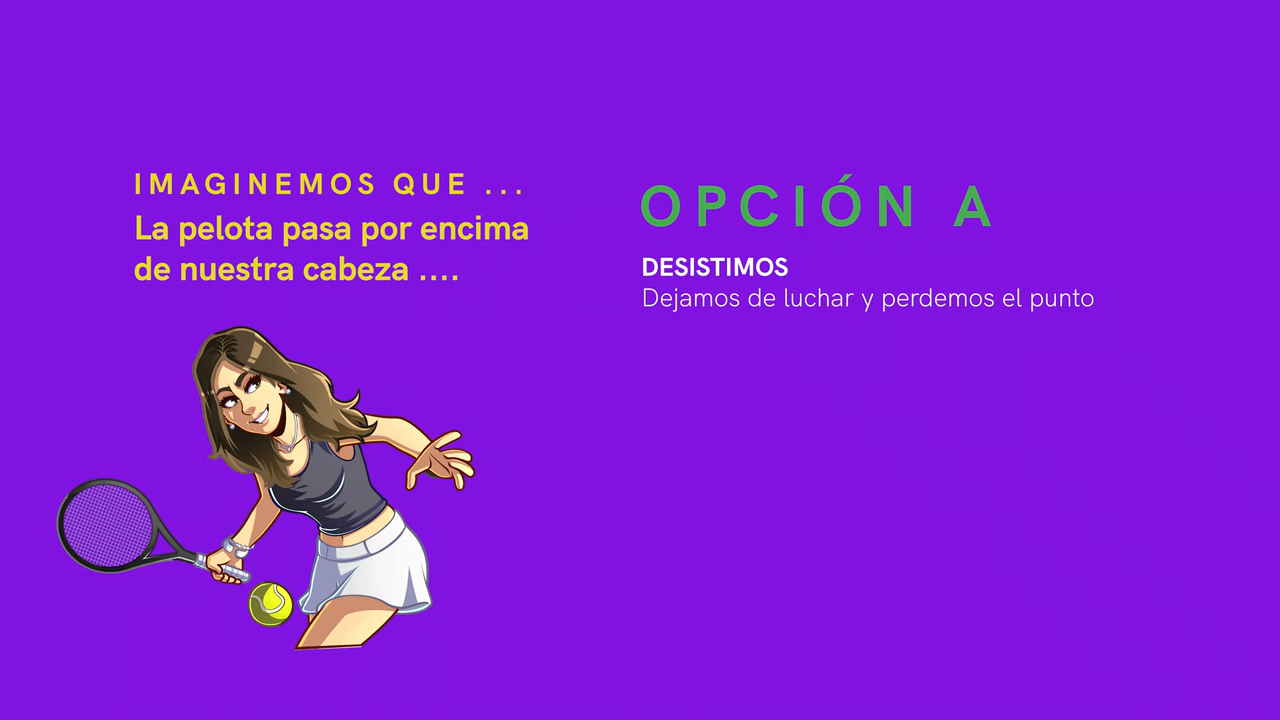 IMAGINEMOS QUE ...
La pelota pasa por encima
de nuestra cabeza ....
OPCIÓN A
DESISTIMOS
Dejamos de luchar y perdemos el punto